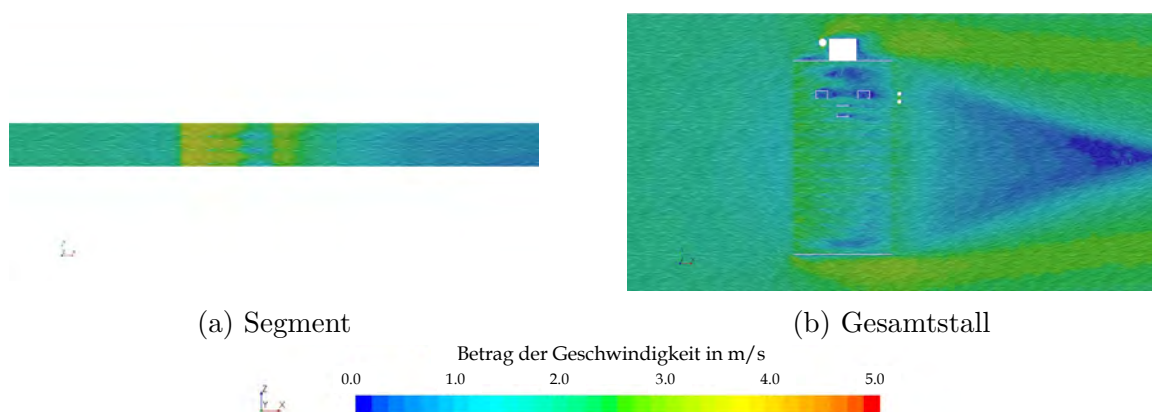 (a) Segment
(b) Gesamtstall
Betrag der Geschwindigkeit in m/s
0.0 1.0 2.0 3.0 4.0 5.0
Z
Y X